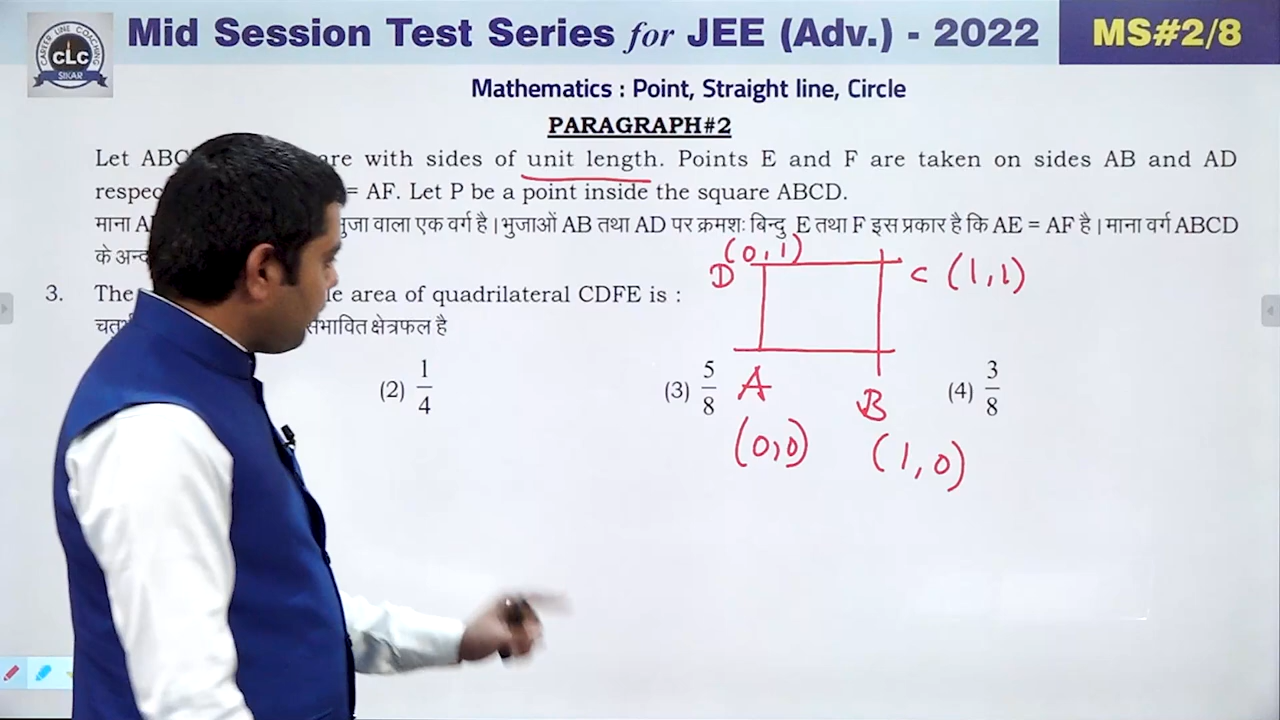 CAREER LINE COACHING
CLC
SIKAR
Mid Session Test Series for JEE (Adv.) - 2022
MS#2/8
Mathematics : Point, Straight line, Circle
PARAGRAPH#2
Let ABC are with sides of unit length. Points E and F are taken on sides AB and AD
respec = AF. Let P be a point inside the square ABCD.
माना वाला एक वर्ग है। भुजाओं AB तथा AD पर क्रमशः बिन्दु E तथा F इस प्रकार है कि AE = AF है। माना वर्ग ABCD
के
(0,1)
D
C (1,1)
3. The area of quadrilateral CDFE is :
संभावित क्षेत्रफल है
(2) 1/4
(3) 5/8
(4) 3/8
A
B
(0,0)
(1,0)